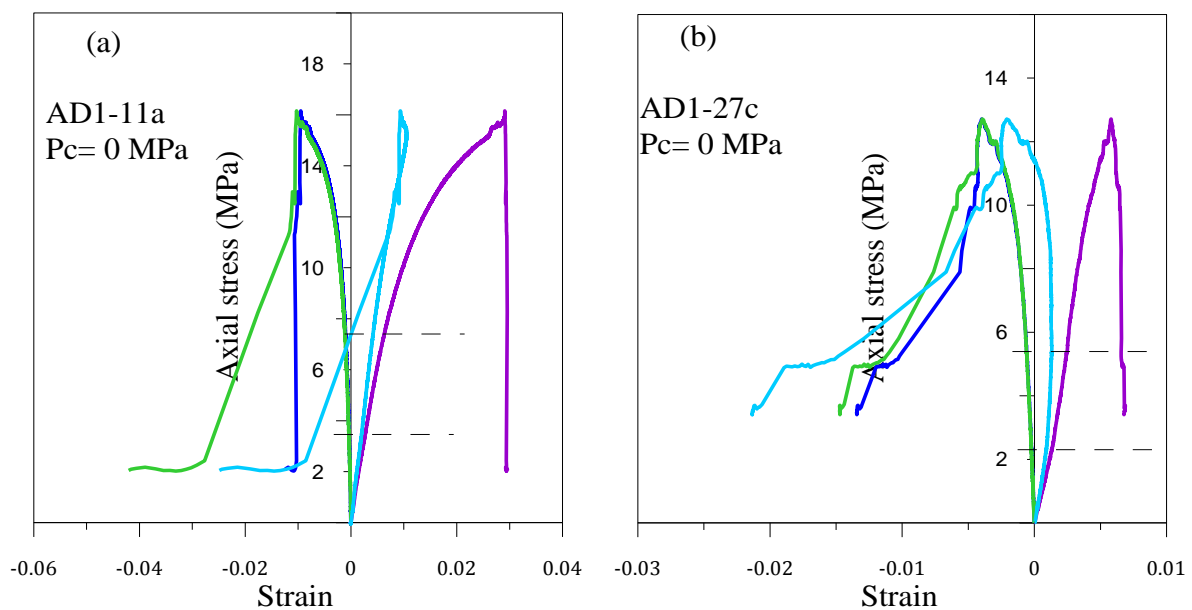 (a)
AD1-11a
Pc= 0 MPa
Axial stress (MPa)
18
14
10
6
2
-0.06 -0.04 -0.02 0 0.02 0.04
Strain
(b)
AD1-27c
Pc= 0 MPa
Axial stress (MPa)
14
10
6
2
-0.03 -0.02 -0.01 0 0.01
Strain